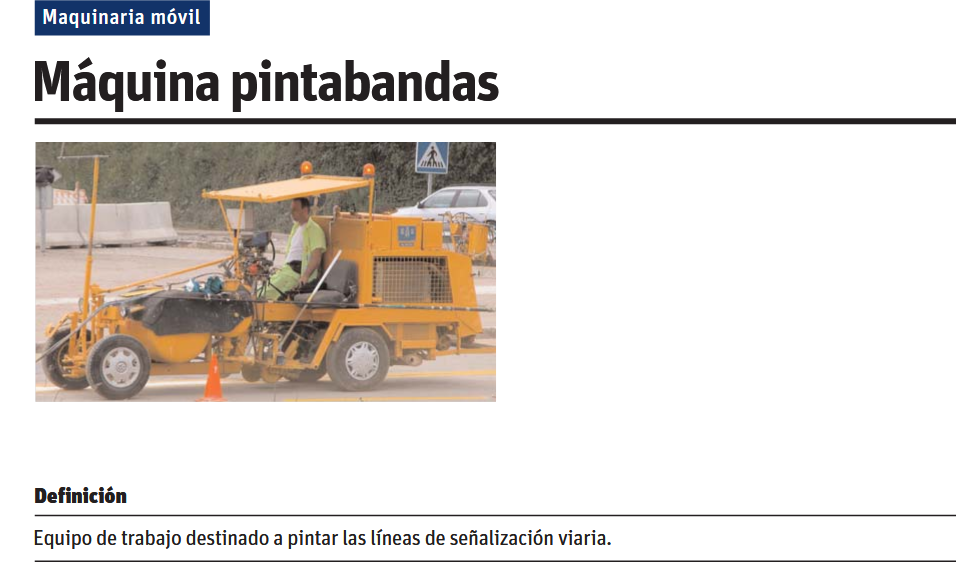 Maquinaria móvil
Máquina pintabandas
Definición
Equipo de trabajo destinado a pintar las líneas de señalización viaria.